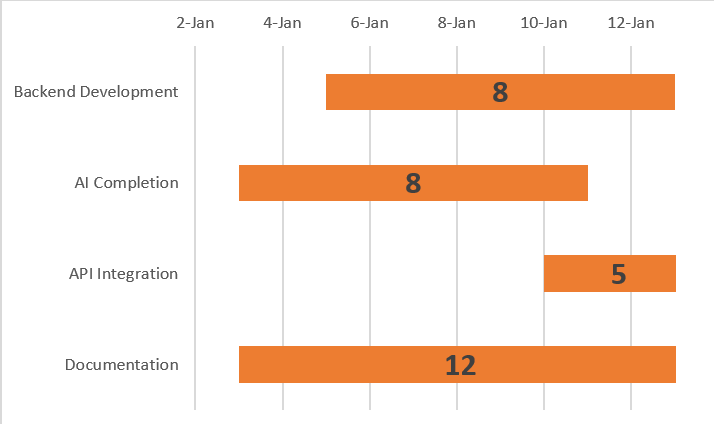 2-Jan 4-Jan 6-Jan 8-Jan 10-Jan 12-Jan
Backend Development 8
AI Completion 8
API Integration 5
Documentation 12